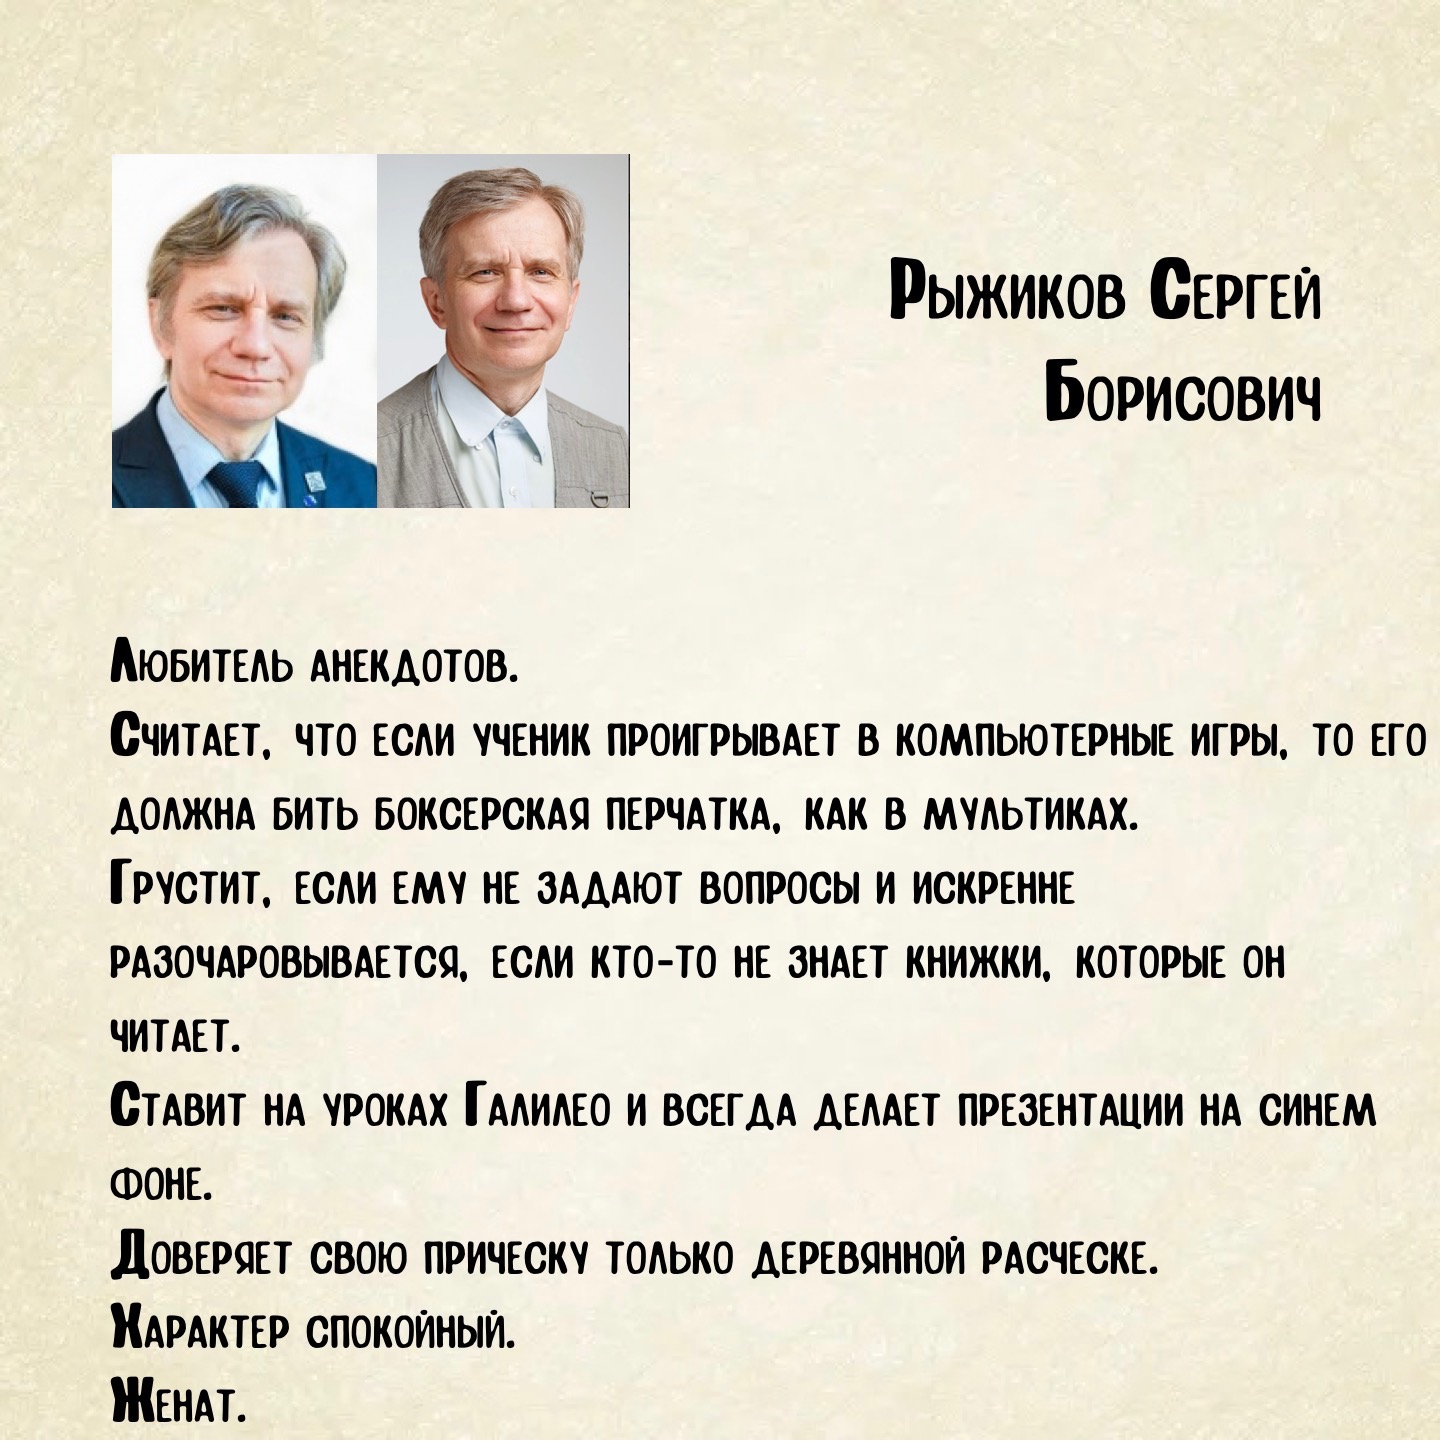 Рыжиков Сергей
Борисович
Любитель анекдотов.
Считает, что если ученик проигрывает в компьютерные игры, то его
должна бить боксерская перчатка, как в мультиках.
Грустит, если ему не задают вопросы и искренне
разочаровывается, если кто-то не знает книжки, которые он
читает.
Ставит на уроках Галилео и всегда делает презентации на синем
фоне.
Доверяет свою прическу только деревянной расческе.
Характер спокойный.
Женат.